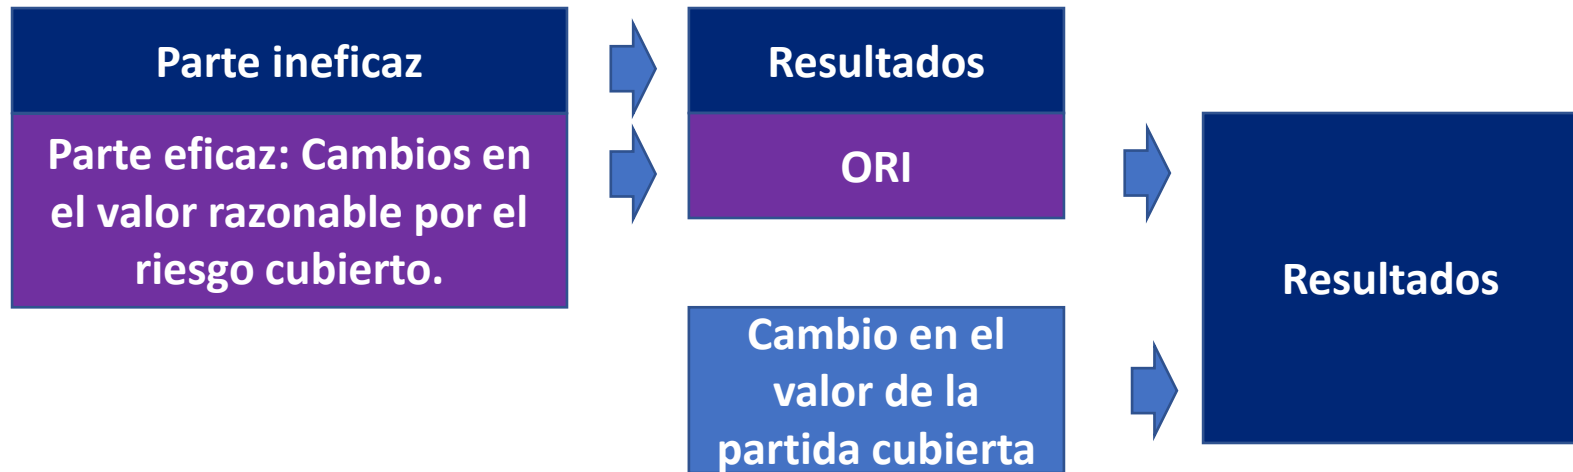 Parte ineficaz
Resultados
Parte eficaz: Cambios en
el valor razonable por el
riesgo cubierto.
ORI
Resultados
Cambio en el
valor de la
partida cubierta